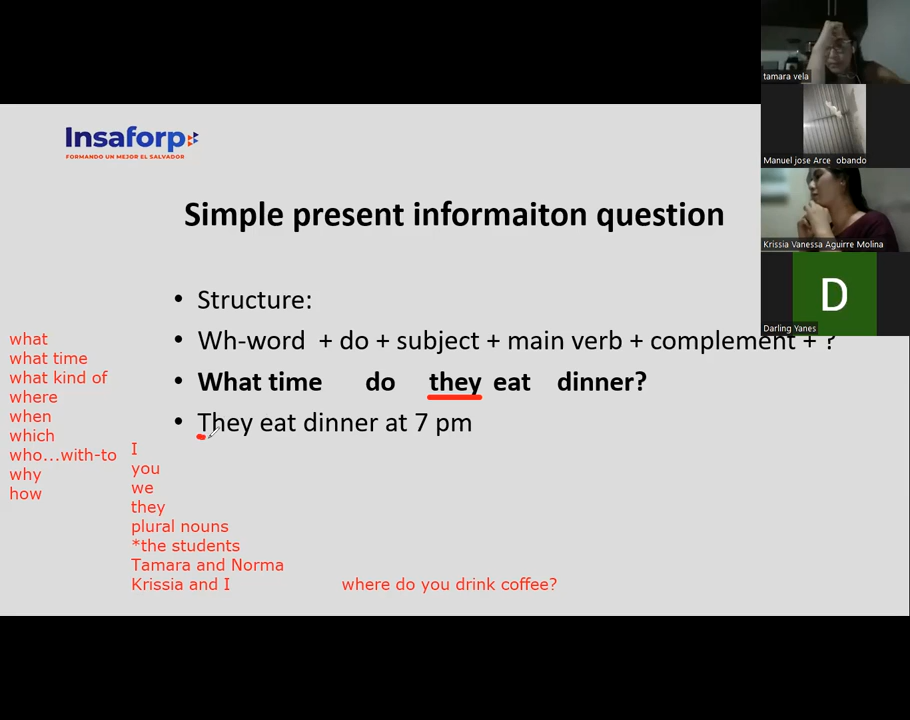 Insaforp
FORMANDO UN MEJOR EL SALVADOR
Simple present informaiton question
• Structure:
• Wh-word + do + subject + main verb + complement + ?
• What time do they eat dinner?
• They eat dinner at 7 pm
what
what time
what kind of
where
when
which
who...with-to
why
how
I
you
we
they
plural nouns
*the students
Tamara and Norma
Krissia and I
where do you drink coffee?
tamara vela
Manuel jose Arce obando
Krissia Vanessa Aguirre Molina
D
Darling Yanes